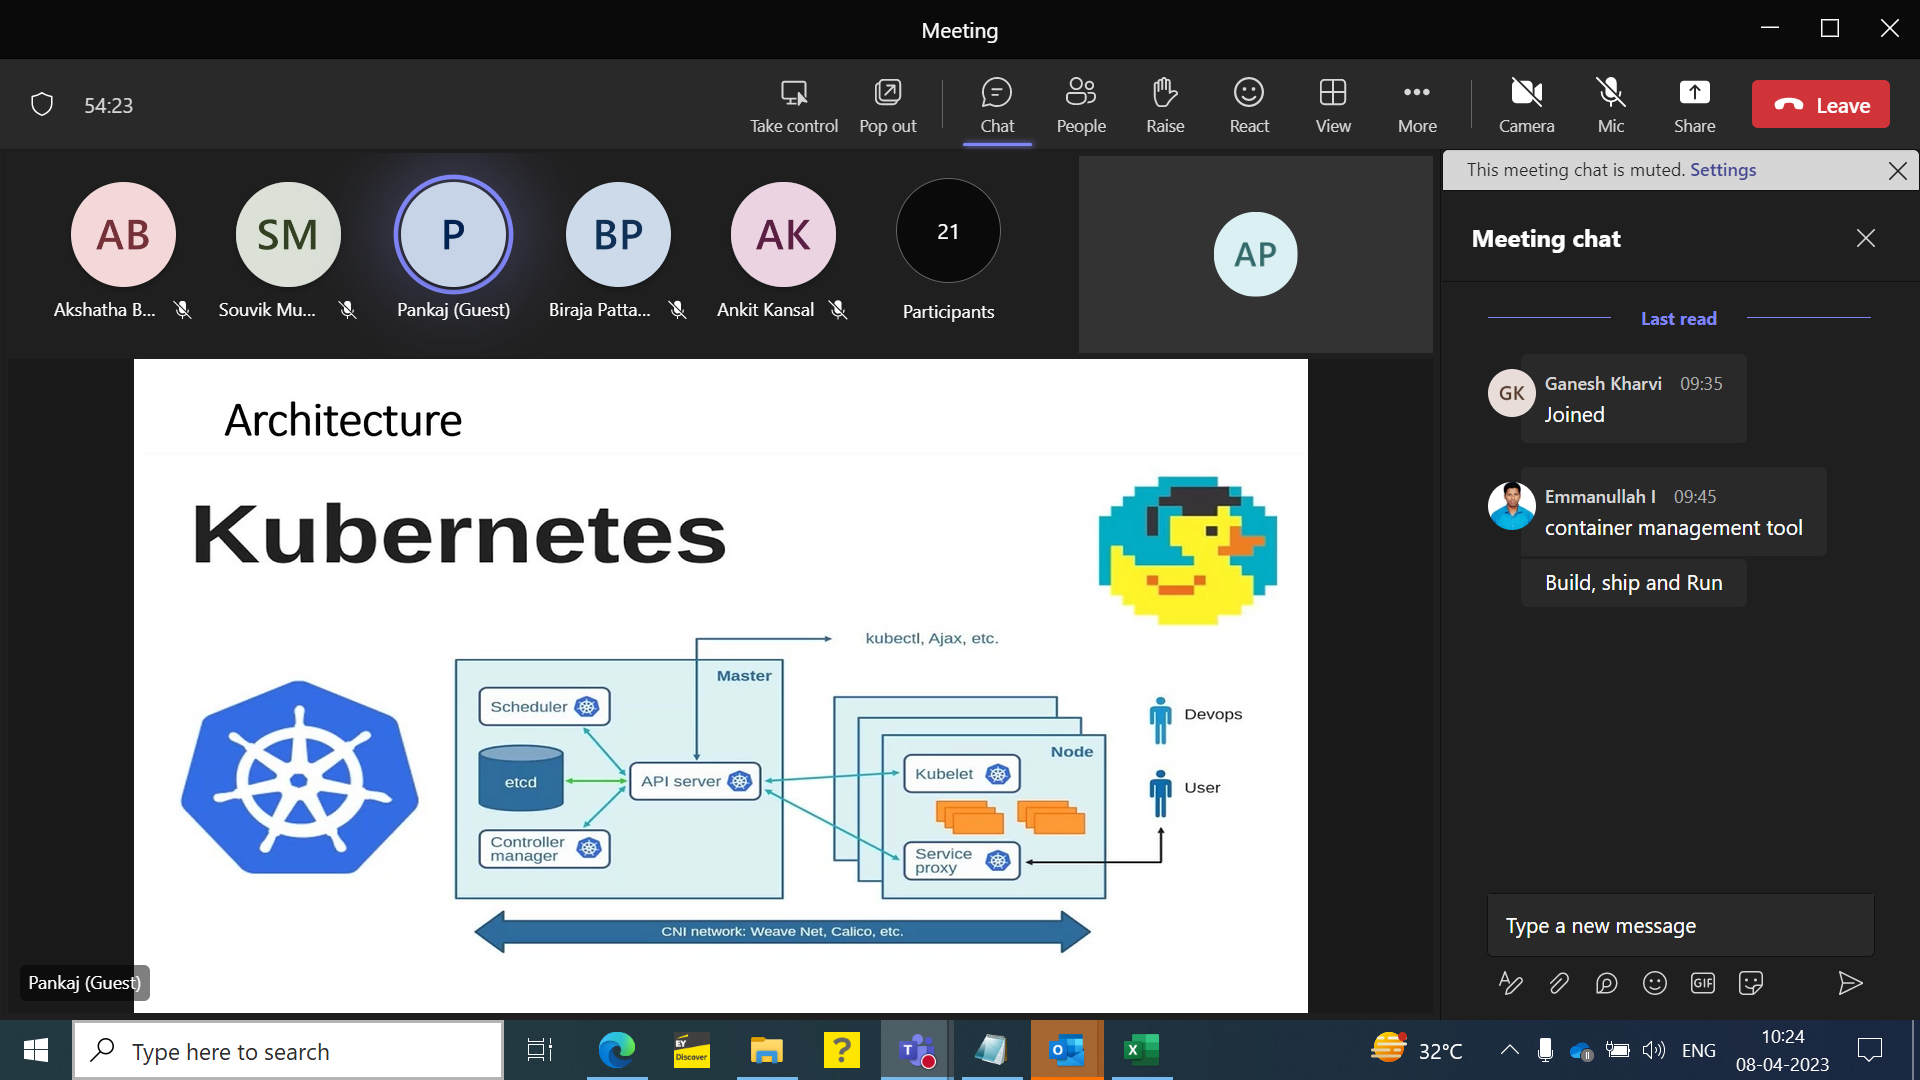 Meeting
54:23
Take control
Pop out
Chat
People
Raise
React
View
More
Camera
Mic
Share
Leave
AB
SM
P
BP
AK
21
Akshatha B...
Souvik Mu...
Pankaj (Guest)
Biraja Patta...
Ankit Kansal
Participants
AP
This meeting chat is muted. Settings
Meeting chat
Last read
GK
Ganesh Kharvi 09:35
Joined
Emmanullah I 09:45
container management tool
Build, ship and Run
Type a new message
GIF
Architecture
Kubernetes
kubectl, Ajax, etc.
Master
Scheduler
etcd
API server
Controller
manager
Node
Kubelet
Service
proxy
Devops
User
CNI network: Weave Net, Calico, etc.
Pankaj (Guest)
Type here to search
EY
Discover
?
T
O
X
32°C
ENG
10:24
08-04-2023